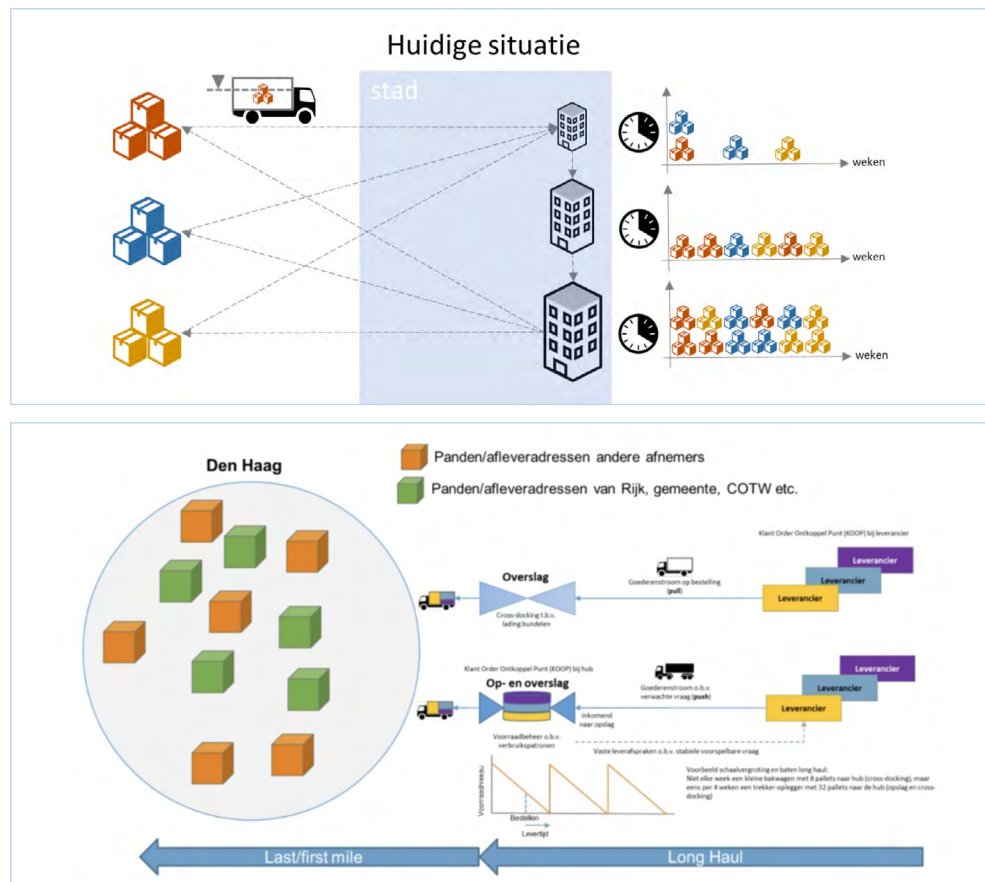 Huidige situatie
stad
weken
weken
weken
Den Haag
Panden/afleveradressen andere afnemers
Panden/afleveradressen van Rijk, gemeente, COTW etc.
Klant Order Ontkoppel Punt (KOOP) bij leverancier
Leverancier
Leverancier
Leverancier
Overslag
Goederenstroom op bestelling
(pull)
Cross-docking t.b.v.
lading bundelen
Klant Order Ontkoppel Punt (KOOP) bij hub
Op- en overslag
Goederenstroom o.b.v.
verwachte vraag (push)
Leverancier
Leverancier
Leverancier
Inkomend
naar opslag
Voorraadbeheer o.b.v.
verbruikspatronen
Vaste leverafspraken o.b.v. stabiele voorspelbare vraag
Voorraadniveau
Bestellen
Levertijd
Voorbeeld schaalvergroting en baten long haul:
Niet elke week een kleine bakwagen met 8 pallets naar hub (cross-docking), maar
eens per 4 weken een trekker-oplegger met 32 pallets naar de hub (opslag en cross-
docking)
Last/first mile
Long Haul